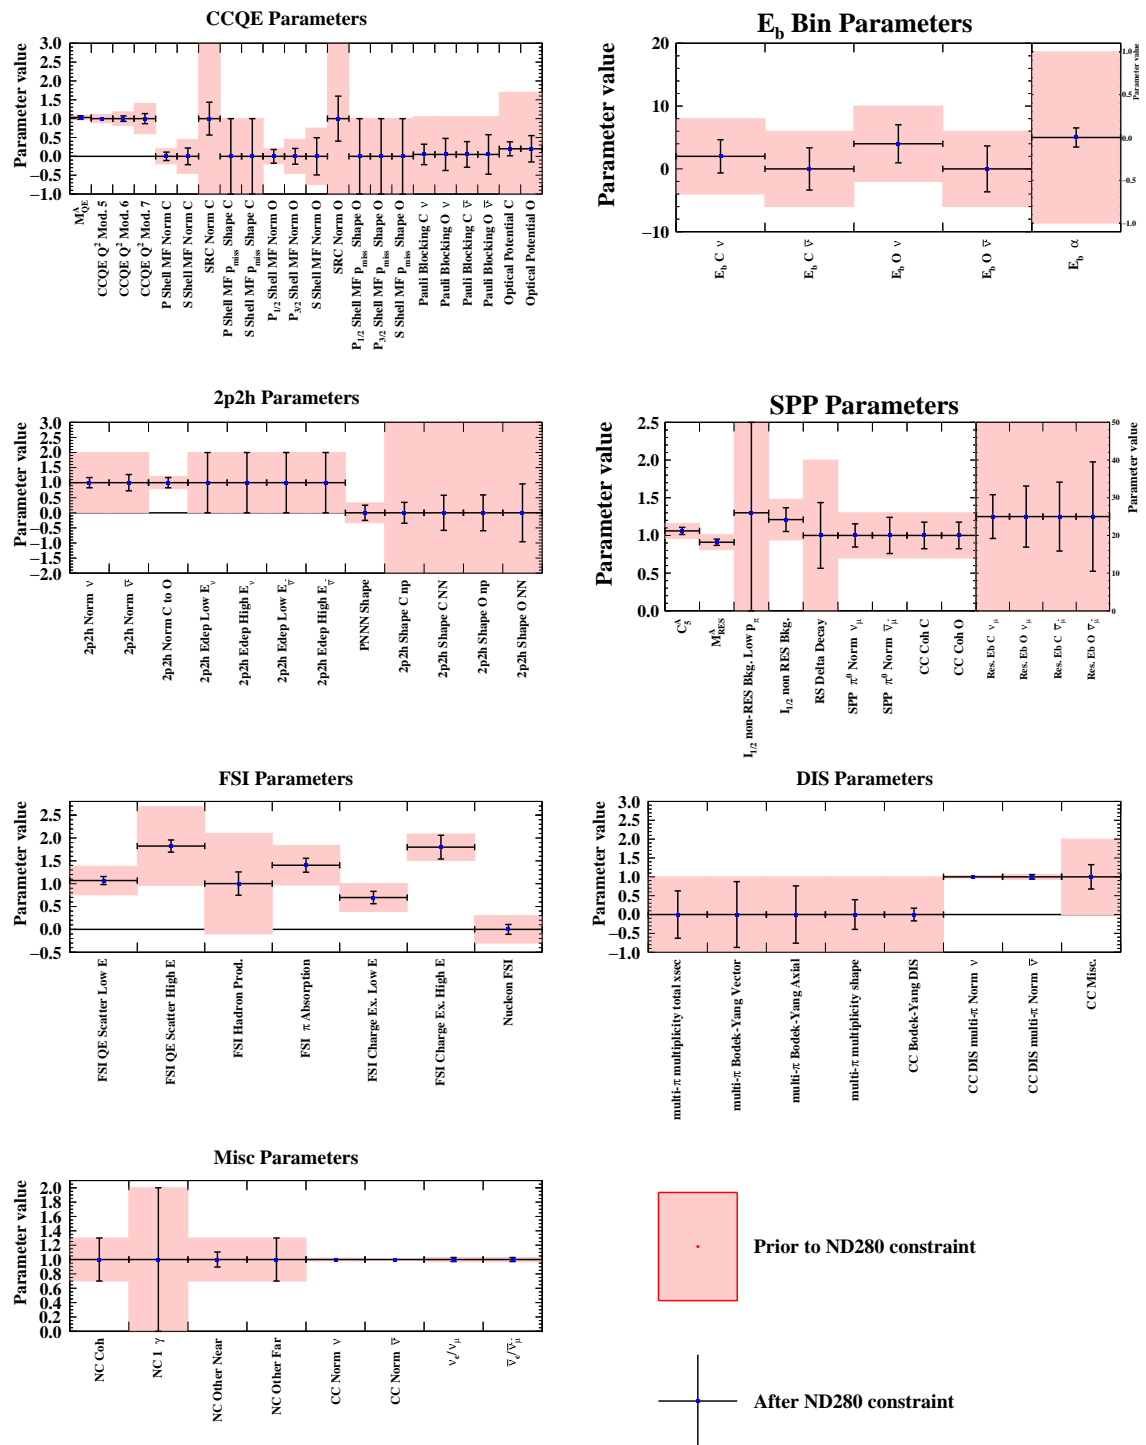 CCQE Parameters
Parameter value
3.0
2.5
2.0
1.5
1.0
0.5
0.0
−0.5
−1.0
M_QE^A
CCQE Q² Mod. 5
CCQE Q² Mod. 6
CCQE Q² Mod. 7
P Shell MF Norm C
S Shell MF Norm C
SRC Norm C
P Shell MF p_miss Shape C
S Shell MF p_miss Shape C
P_1/2 Shell MF Norm O
P_3/2 Shell MF Norm O
S Shell MF Norm O
SRC Norm O
P_1/2 Shell MF p_miss Shape O
P_3/2 Shell MF p_miss Shape O
S Shell MF p_miss Shape O
Pauli Blocking C ν
Pauli Blocking O ν
Pauli Blocking C ν̅
Pauli Blocking O ν̅
Optical Potential C
Optical Potential O
E_b Bin Parameters
Parameter value
20
10
0
−10
E_b C ν
E_b C ν̅
E_b O ν
E_b O ν̅
E_b α
1.0
0.5
0.0
−0.5
−1.0
Parameter value
2p2h Parameters
Parameter value
3.0
2.5
2.0
1.5
1.0
0.5
0.0
−0.5
−1.0
−1.5
−2.0
2p2h Norm ν
2p2h Norm ν̅
2p2h Norm C to O
2p2h Edep Low E_ν
2p2h Edep High E_ν
2p2h Edep Low E_ν̅
2p2h Edep High E_ν̅
PNNN Shape
2p2h Shape C np
2p2h Shape C NN
2p2h Shape O np
2p2h Shape O NN
SPP Parameters
Parameter value
2.5
2.0
1.5
1.0
0.5
0.0
C_5^A
M_RES^A
I_1/2 non-RES Bkg. Low p_π
I_1/2 non RES Bkg.
RS Delta Decay
SPP π⁰ Norm ν_μ
SPP π⁰ Norm ν̅_μ
CC Coh C
CC Coh O
Res. Eb C ν_μ
Res. Eb O ν_μ
Res. Eb C ν̅_μ
Res. Eb O ν̅_μ
50
40
30
20
10
0
Parameter value
FSI Parameters
Parameter value
2.5
2.0
1.5
1.0
0.5
0.0
−0.5
FSI QE Scatter Low E
FSI QE Scatter High E
FSI Hadron Prod.
FSI π Absorption
FSI Charge Ex. Low E
FSI Charge Ex. High E
Nucleon FSI
DIS Parameters
Parameter value
3.0
2.5
2.0
1.5
1.0
0.5
0.0
−0.5
−1.0
multi-π multiplicity total xsec
multi-π Bodek-Yang Vector
multi-π Bodek-Yang Axial
multi-π multiplicity shape
CC Bodek-Yang DIS
CC DIS multi-π Norm ν
CC DIS multi-π Norm ν̅
CC Misc.
Misc Parameters
Parameter value
2.0
1.8
1.6
1.4
1.2
1.0
0.8
0.6
0.4
0.2
0.0
NC Coh
NC 1 γ
NC Other Near
NC Other Far
CC Norm ν
CC Norm ν̅
ν_e/ν_μ
ν̅_e/ν̅_μ
Prior to ND280 constraint
After ND280 constraint